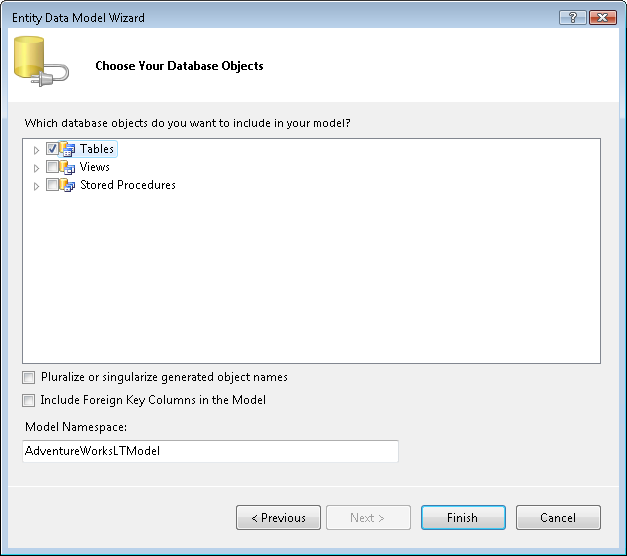 Entity Data Model Wizard
Choose Your Database Objects
Which database objects do you want to include in your model?
Tables
Views
Stored Procedures
Pluralize or singularize generated object names
Include Foreign Key Columns in the Model
Model Namespace:
AdventureWorksLTModel
< Previous Next > Finish Cancel